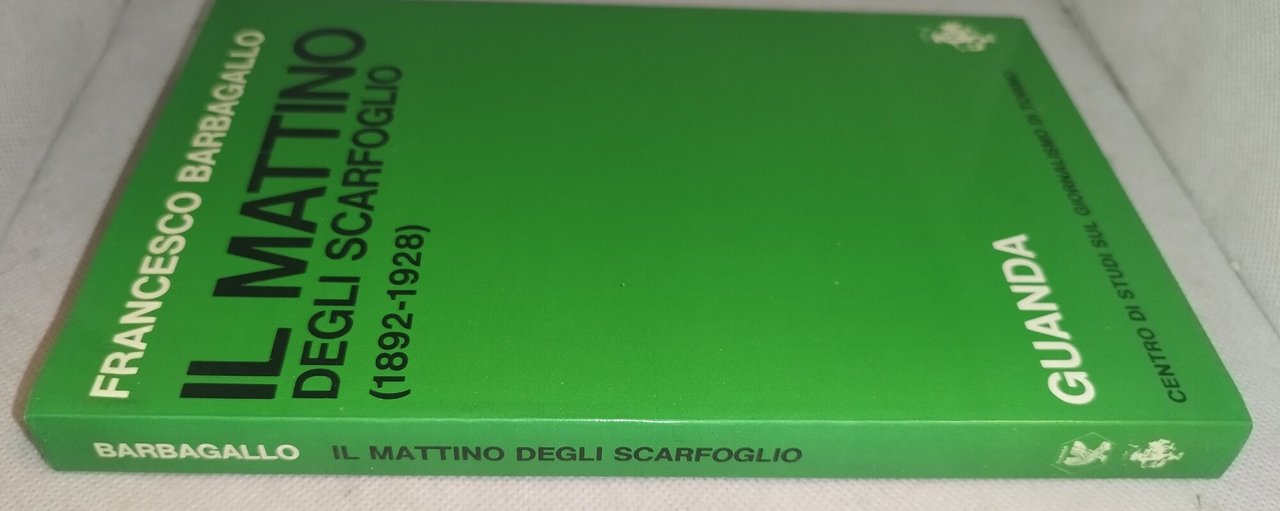 FRANCESCO BARBAGALLO
IL MATTINO
DEGLI SCARFOGLIO
(1892-1928)
GUANDA
CENTRO DI STUDI SUL GIORNALISMO DI TORINO
BARBAGALLO IL MATTINO DEGLI SCARFOGLIO